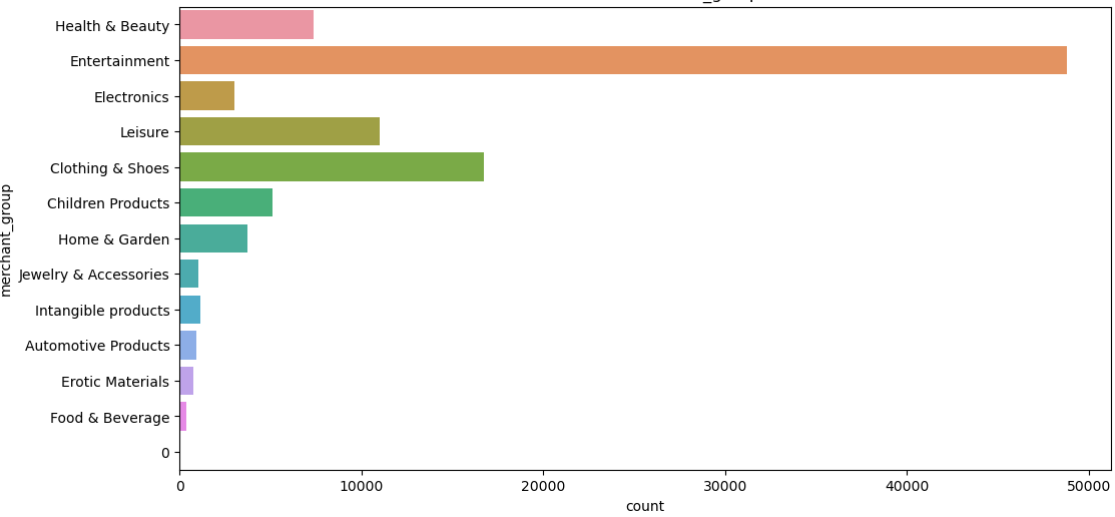 Health & Beauty
Entertainment
Electronics
Leisure
Clothing & Shoes
Children Products
Home & Garden
Jewelry & Accessories
Intangible products
Automotive Products
Erotic Materials
Food & Beverage
0
merchant_group
0 10000 20000 30000 40000 50000
count